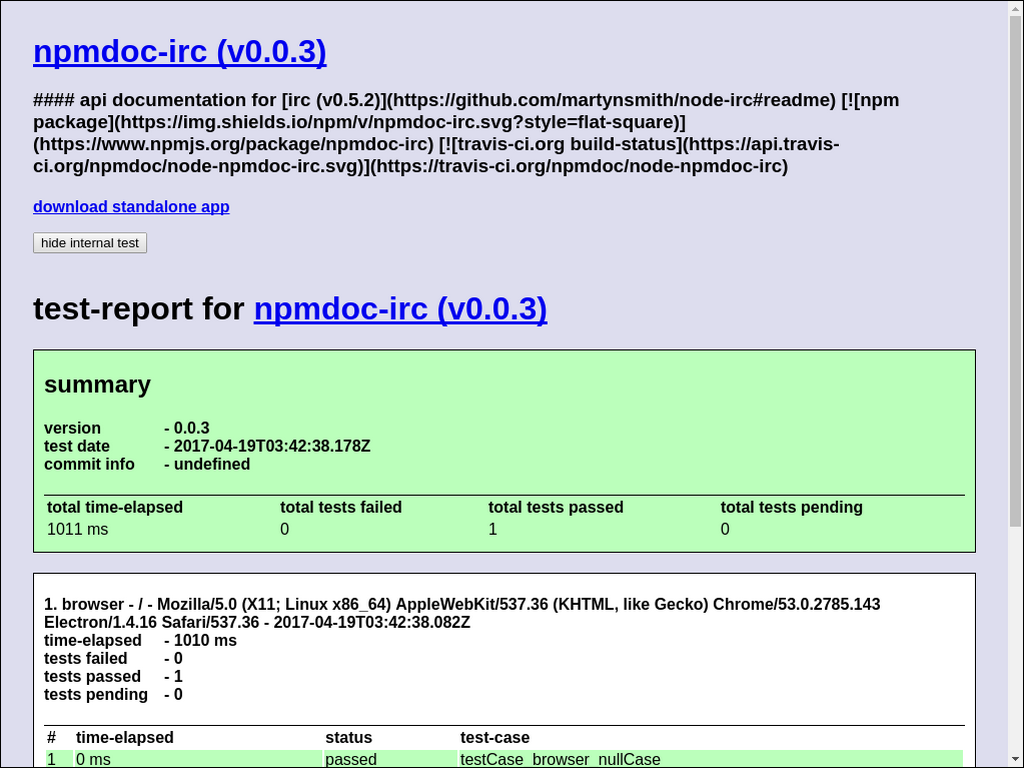 npmdoc-irc (v0.0.3)
#### api documentation for [irc (v0.5.2)](https://github.com/martynsmith/node-irc#readme) [![npm
package](https://img.shields.io/npm/v/npmdoc-irc.svg?style=flat-square)]
(https://www.npmjs.org/package/npmdoc-irc) [![travis-ci.org build-status](https://api.travis-
ci.org/npmdoc/node-npmdoc-irc.svg)](https://travis-ci.org/npmdoc/node-npmdoc-irc)
download standalone app
hide internal test
test-report for npmdoc-irc (v0.0.3)
summary
version - 0.0.3
test date - 2017-04-19T03:42:38.178Z
commit info - undefined
total time-elapsed total tests failed total tests passed total tests pending
1011 ms 0 1 0
1. browser - / - Mozilla/5.0 (X11; Linux x86_64) AppleWebKit/537.36 (KHTML, like Gecko) Chrome/53.0.2785.143
Electron/1.4.16 Safari/537.36 - 2017-04-19T03:42:38.082Z
time-elapsed - 1010 ms
tests failed - 0
tests passed - 1
tests pending - 0
# time-elapsed status test-case
1 0 ms passed testCase_browser_nullCase